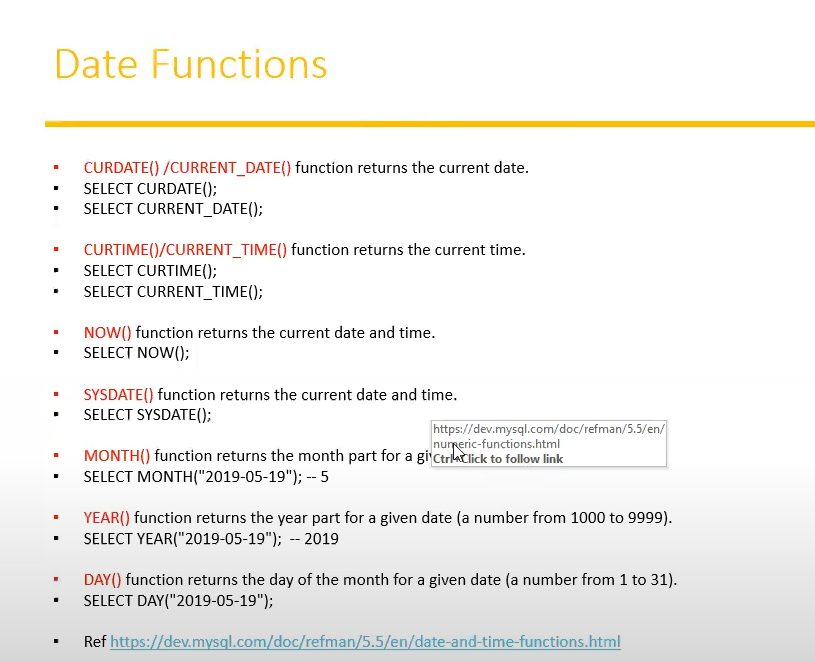 Date Functions
▪ CURDATE() /CURRENT_DATE() function returns the current date.
▪ SELECT CURDATE();
▪ SELECT CURRENT_DATE();
▪ CURTIME()/CURRENT_TIME() function returns the current time.
▪ SELECT CURTIME();
▪ SELECT CURRENT_TIME();
▪ NOW() function returns the current date and time.
▪ SELECT NOW();
▪ SYSDATE() function returns the current date and time.
▪ SELECT SYSDATE();
https://dev.mysql.com/doc/refman/5.5/en/
numeric-functions.html
Ctrl+Click to follow link
▪ MONTH() function returns the month part for a
▪ SELECT MONTH("2019-05-19"); -- 5
▪ YEAR() function returns the year part for a given date (a number from 1000 to 9999).
▪ SELECT YEAR("2019-05-19");  -- 2019
▪ DAY() function returns the day of the month for a given date (a number from 1 to 31).
▪ SELECT DAY("2019-05-19");
▪ Ref https://dev.mysql.com/doc/refman/5.5/en/date-and-time-functions.html